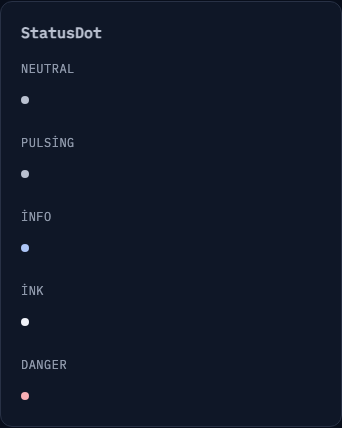 StatusDot
NEUTRAL
PULSİNG
İNFO
İNK
DANGER